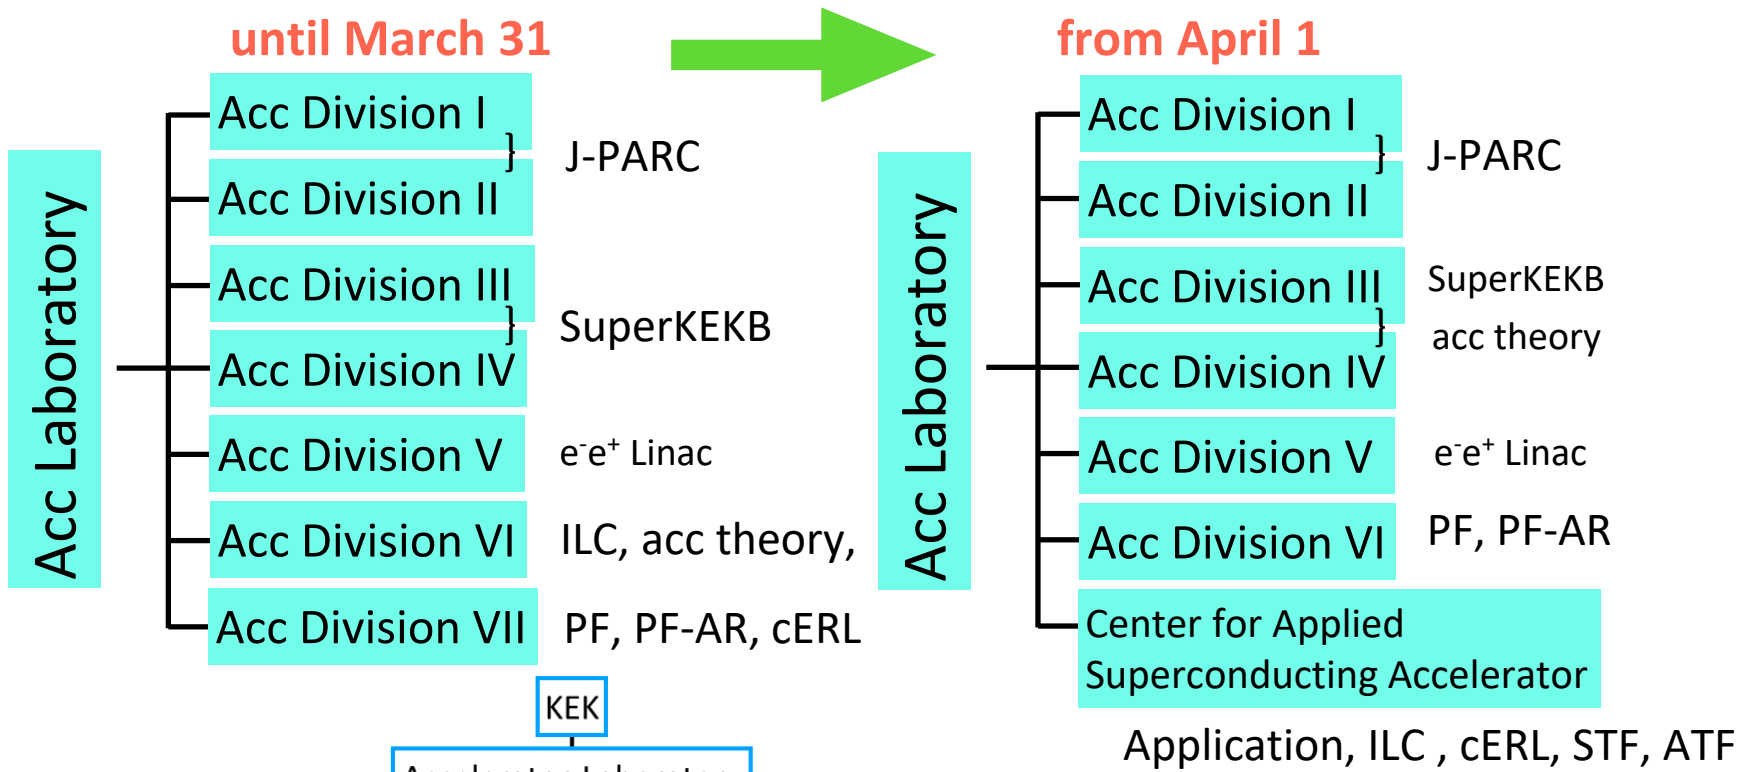 until March 31
Acc Laboratory
Acc Division I
Acc Division II
} J-PARC
Acc Division III
Acc Division IV
} SuperKEKB
Acc Division V e⁻e⁺ Linac
Acc Division VI ILC, acc theory,
Acc Division VII PF, PF-AR, cERL
KEK
from April 1
Acc Laboratory
Acc Division I
Acc Division II
} J-PARC
Acc Division III
Acc Division IV
} SuperKEKB
acc theory
Acc Division V e⁻e⁺ Linac
Acc Division VI PF, PF-AR
Center for Applied
Superconducting Accelerator
Application, ILC , cERL, STF, ATF